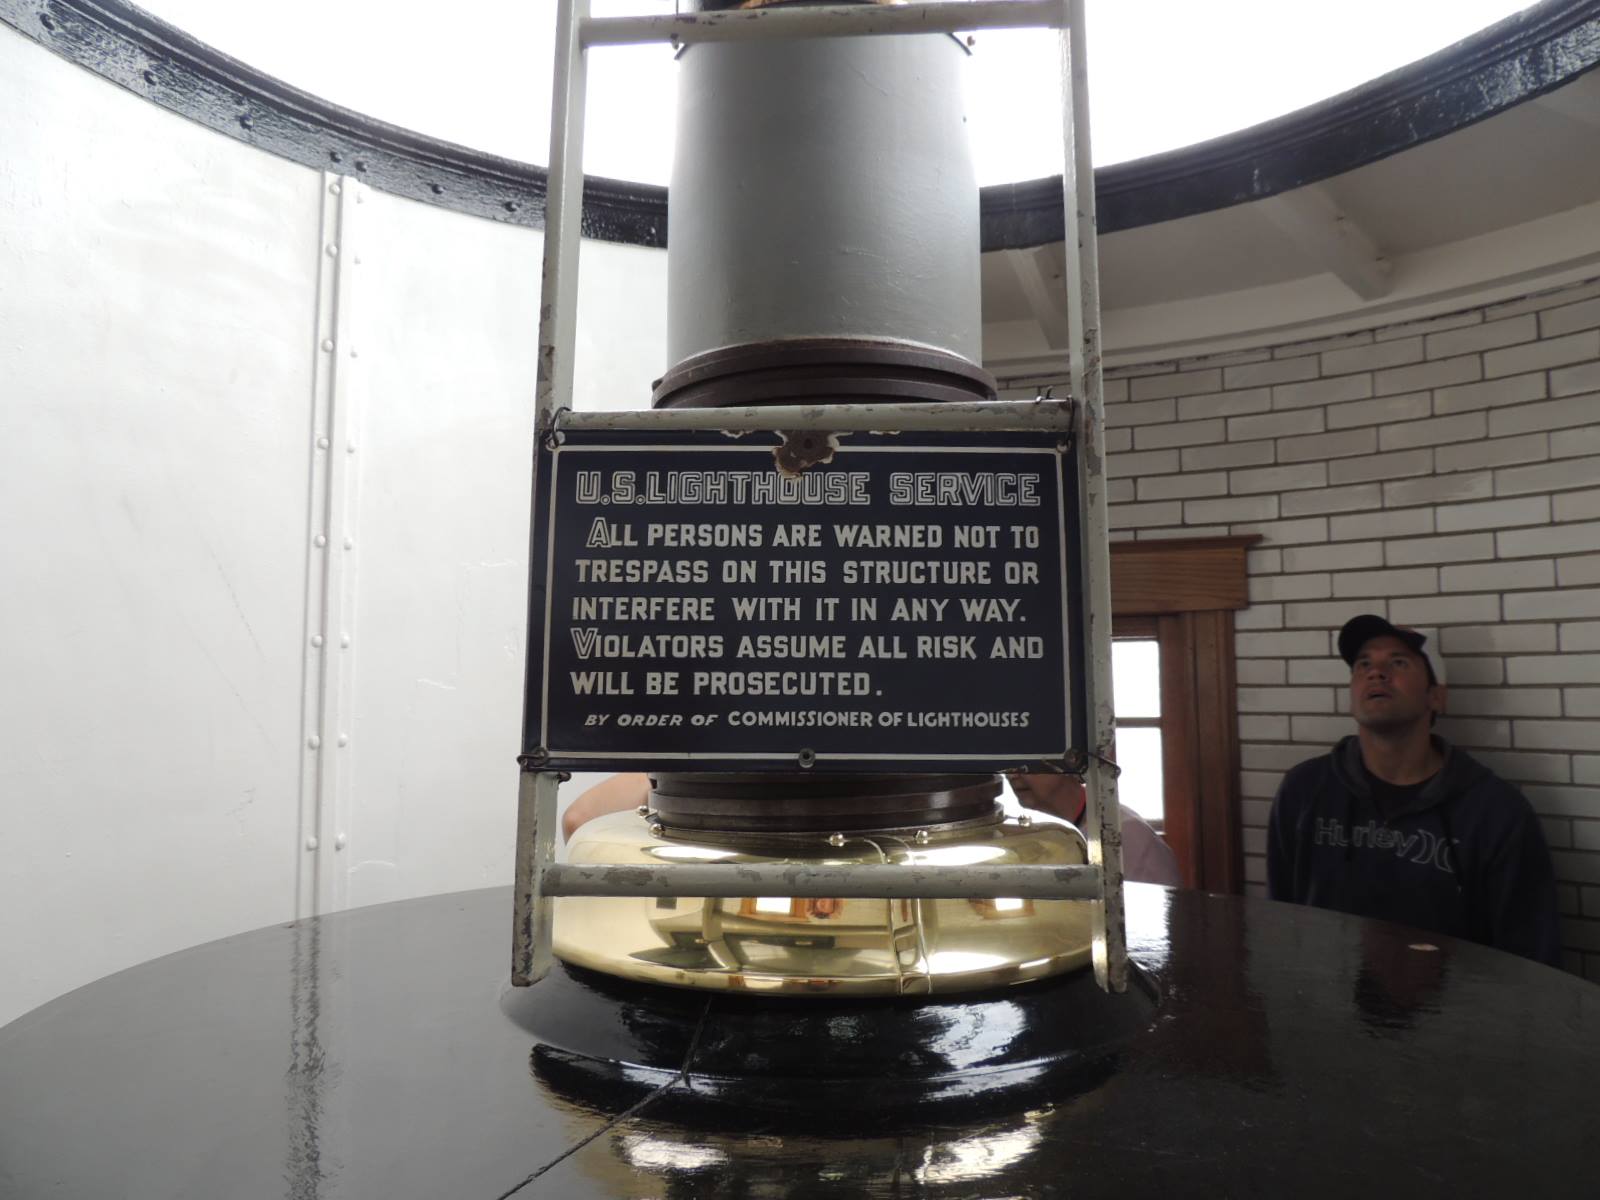 U.S. LIGHTHOUSE SERVICE
ALL PERSONS ARE WARNED NOT TO
TRESPASS ON THIS STRUCTURE OR
INTERFERE WITH IT IN ANY WAY.
VIOLATORS ASSUME ALL RISK AND
WILL BE PROSECUTED.
BY ORDER OF COMMISSIONER OF LIGHTHOUSES
Hurley